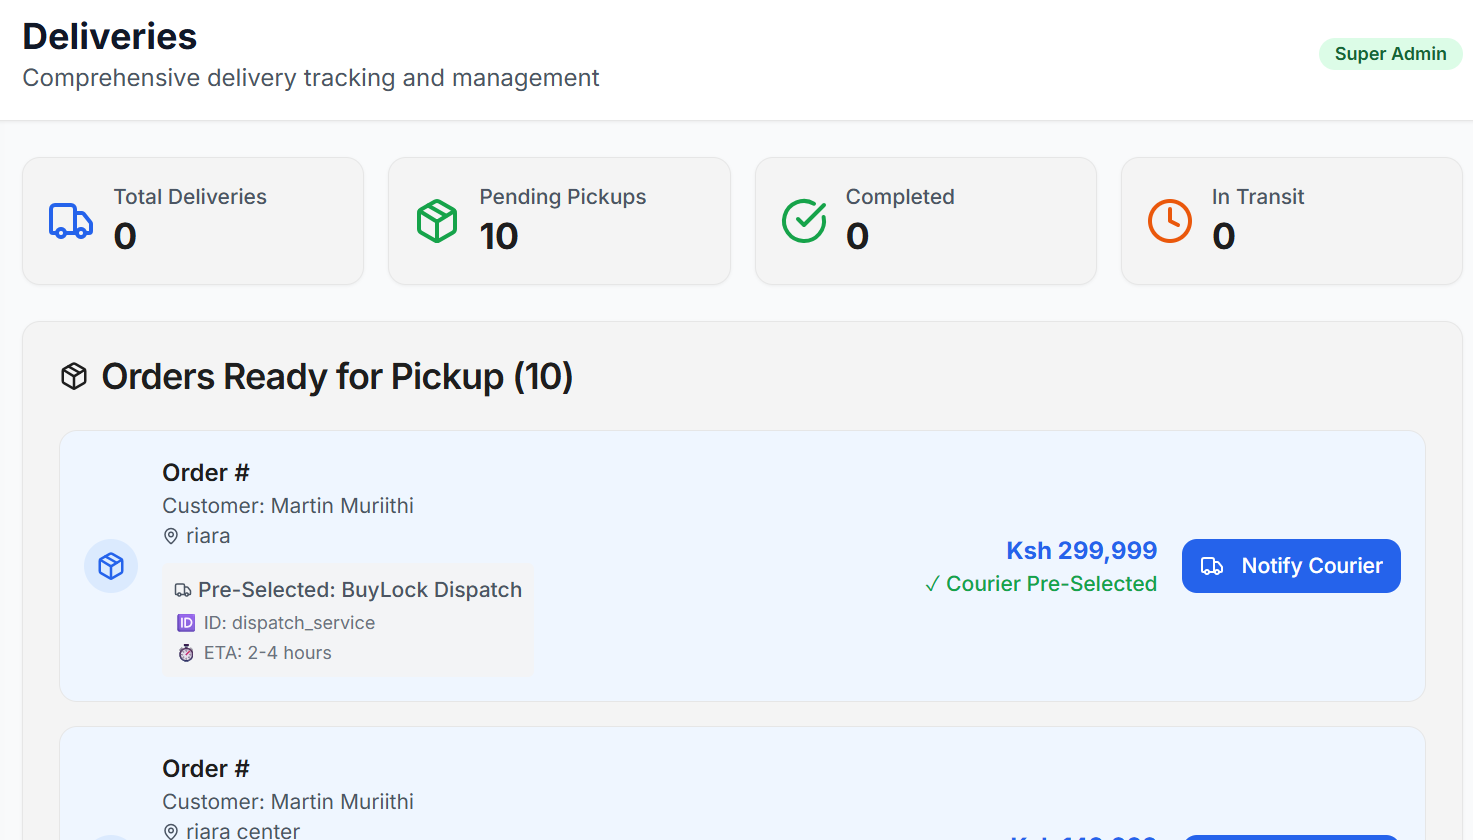 Deliveries
Comprehensive delivery tracking and management
Super Admin
Total Deliveries
0
Pending Pickups
10
Completed
0
In Transit
0
Orders Ready for Pickup (10)
Order #
Customer: Martin Muriithi
riara
Pre-Selected: BuyLock Dispatch
🆔 ID: dispatch_service
⏱ ETA: 2-4 hours
Ksh 299,999
✓ Courier Pre-Selected
Notify Courier
Order #
Customer: Martin Muriithi
riara center